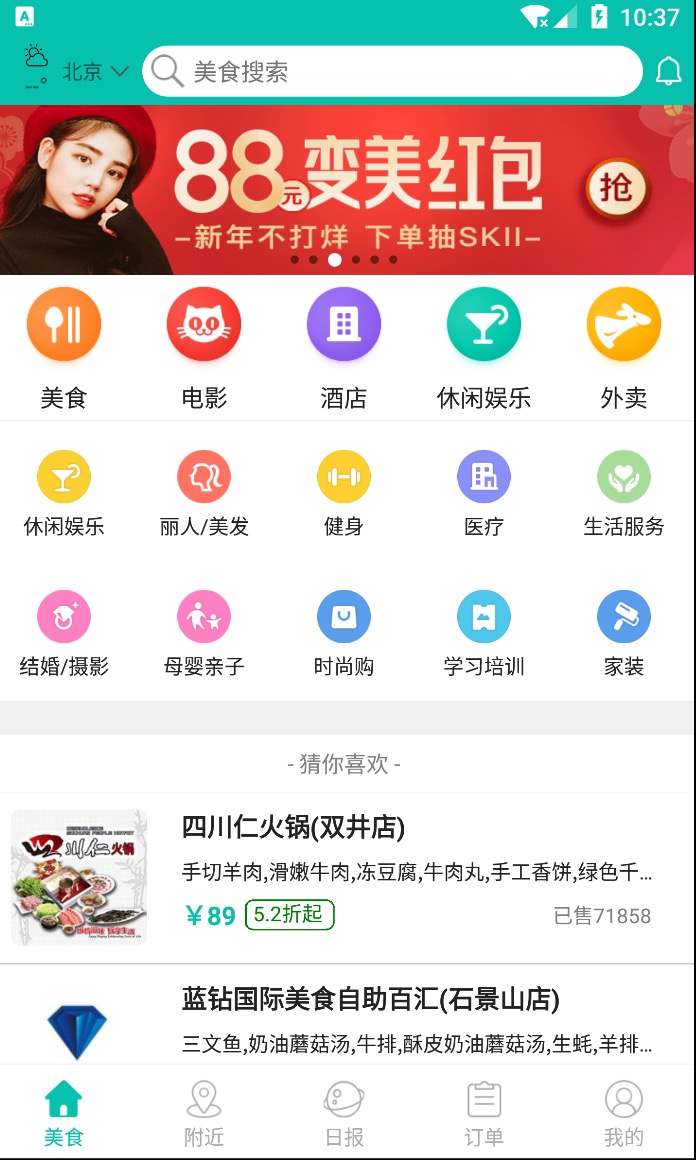 A
10:37
北京
美食搜索
88元变美红包
抢
-新年不打烊 下单抽SKII-
美食
电影
酒店
休闲娱乐
外卖
休闲娱乐
丽人/美发
健身
医疗
生活服务
结婚/摄影
母婴亲子
时尚购
学习培训
家装
- 猜你喜欢 -
川仁火锅
四川仁火锅(双井店)
手切羊肉,滑嫩牛肉,冻豆腐,牛肉丸,手工香饼,绿色千...
￥89
5.2折起
已售71858
蓝钻国际美食自助百汇(石景山店)
三文鱼,奶油蘑菇汤,牛排,酥皮奶油蘑菇汤,生蚝,羊排...
美食
附近
日报
订单
我的